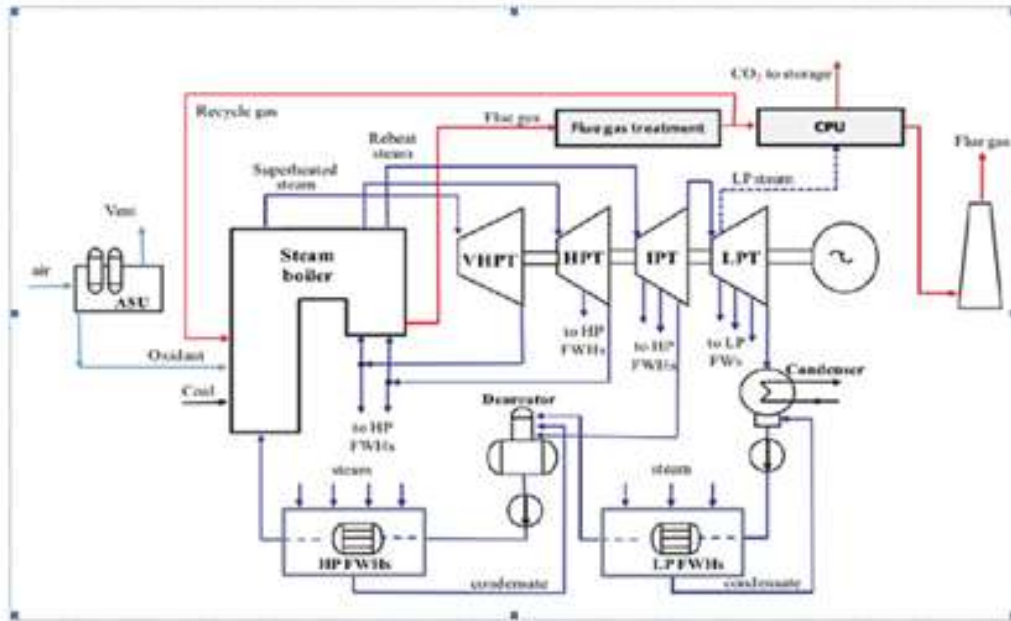 CO₂ to storage
Recycle gas
Flue gas
Flue gas treatment
CPU
Flue gas
Reheat
steam
Superheated
steam
LP steam
Vent
air
ASU
Steam
boiler
VHPT
HPT
IPT
LPT
Oxidant
Coal
to HP
FWHs
to HP
FWHs
to LP
FWs
Condenser
Deaerator
to HP
FWHs
steam
steam
HP FWHs
condensate
LP FWHs
condensate